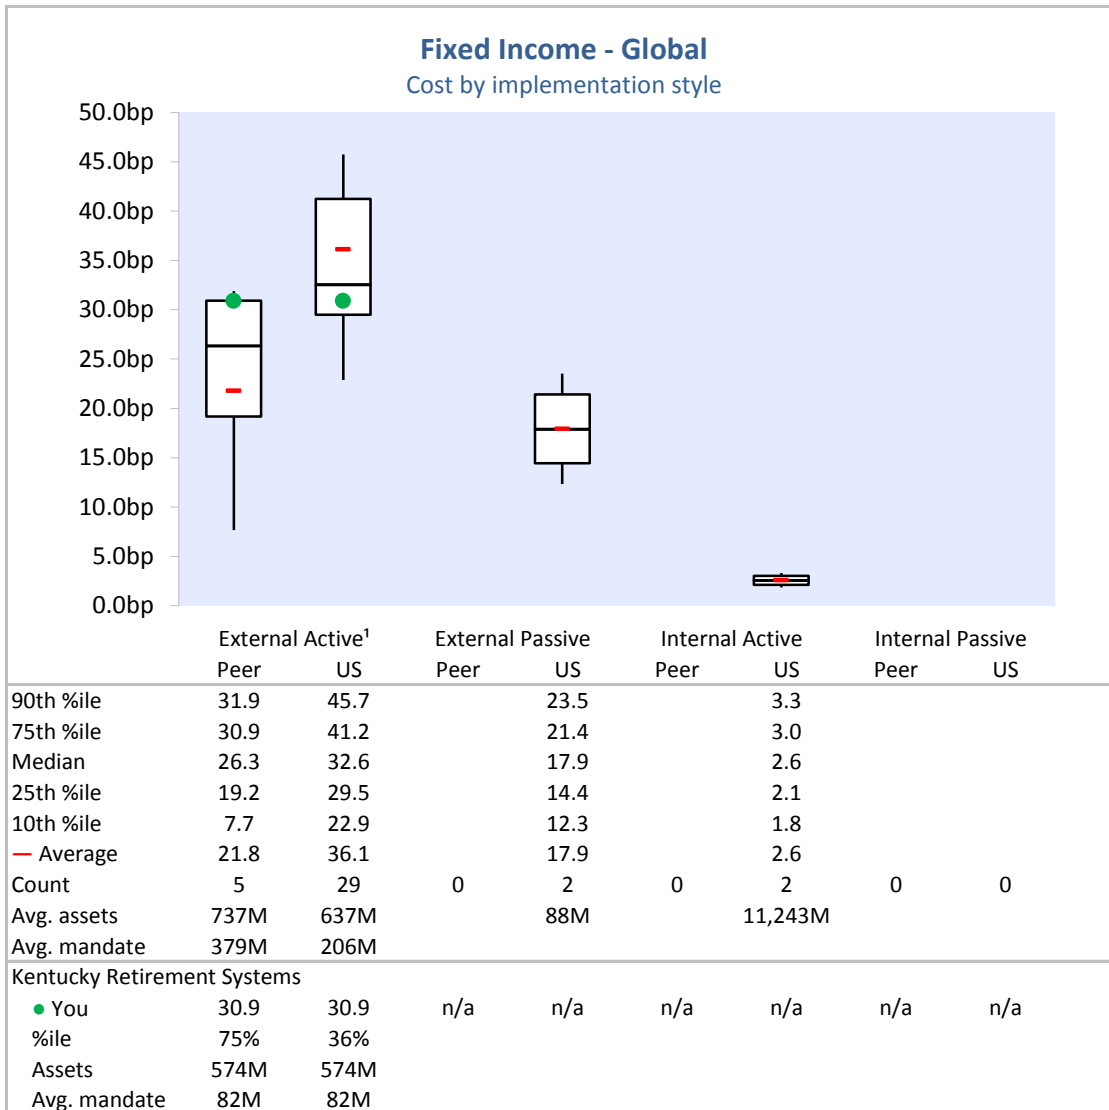 Fixed Income - Global
Cost by implementation style
50.0bp
45.0bp
40.0bp
35.0bp
30.0bp
25.0bp
20.0bp
15.0bp
10.0bp
5.0bp
0.0bp
External Active¹ External Passive Internal Active Internal Passive
Peer US Peer US Peer US Peer US
90th %ile 31.9 45.7 23.5 3.3
75th %ile 30.9 41.2 21.4 3.0
Median 26.3 32.6 17.9 2.6
25th %ile 19.2 29.5 14.4 2.1
10th %ile 7.7 22.9 12.3 1.8
— Average 21.8 36.1 17.9 2.6
Count 5 29 0 2 0 2 0 0
Avg. assets 737M 637M 88M 11,243M
Avg. mandate 379M 206M
Kentucky Retirement Systems
● You 30.9 30.9 n/a n/a n/a n/a n/a n/a
%ile 75% 36%
Assets 574M 574M
Avg. mandate 82M 82M